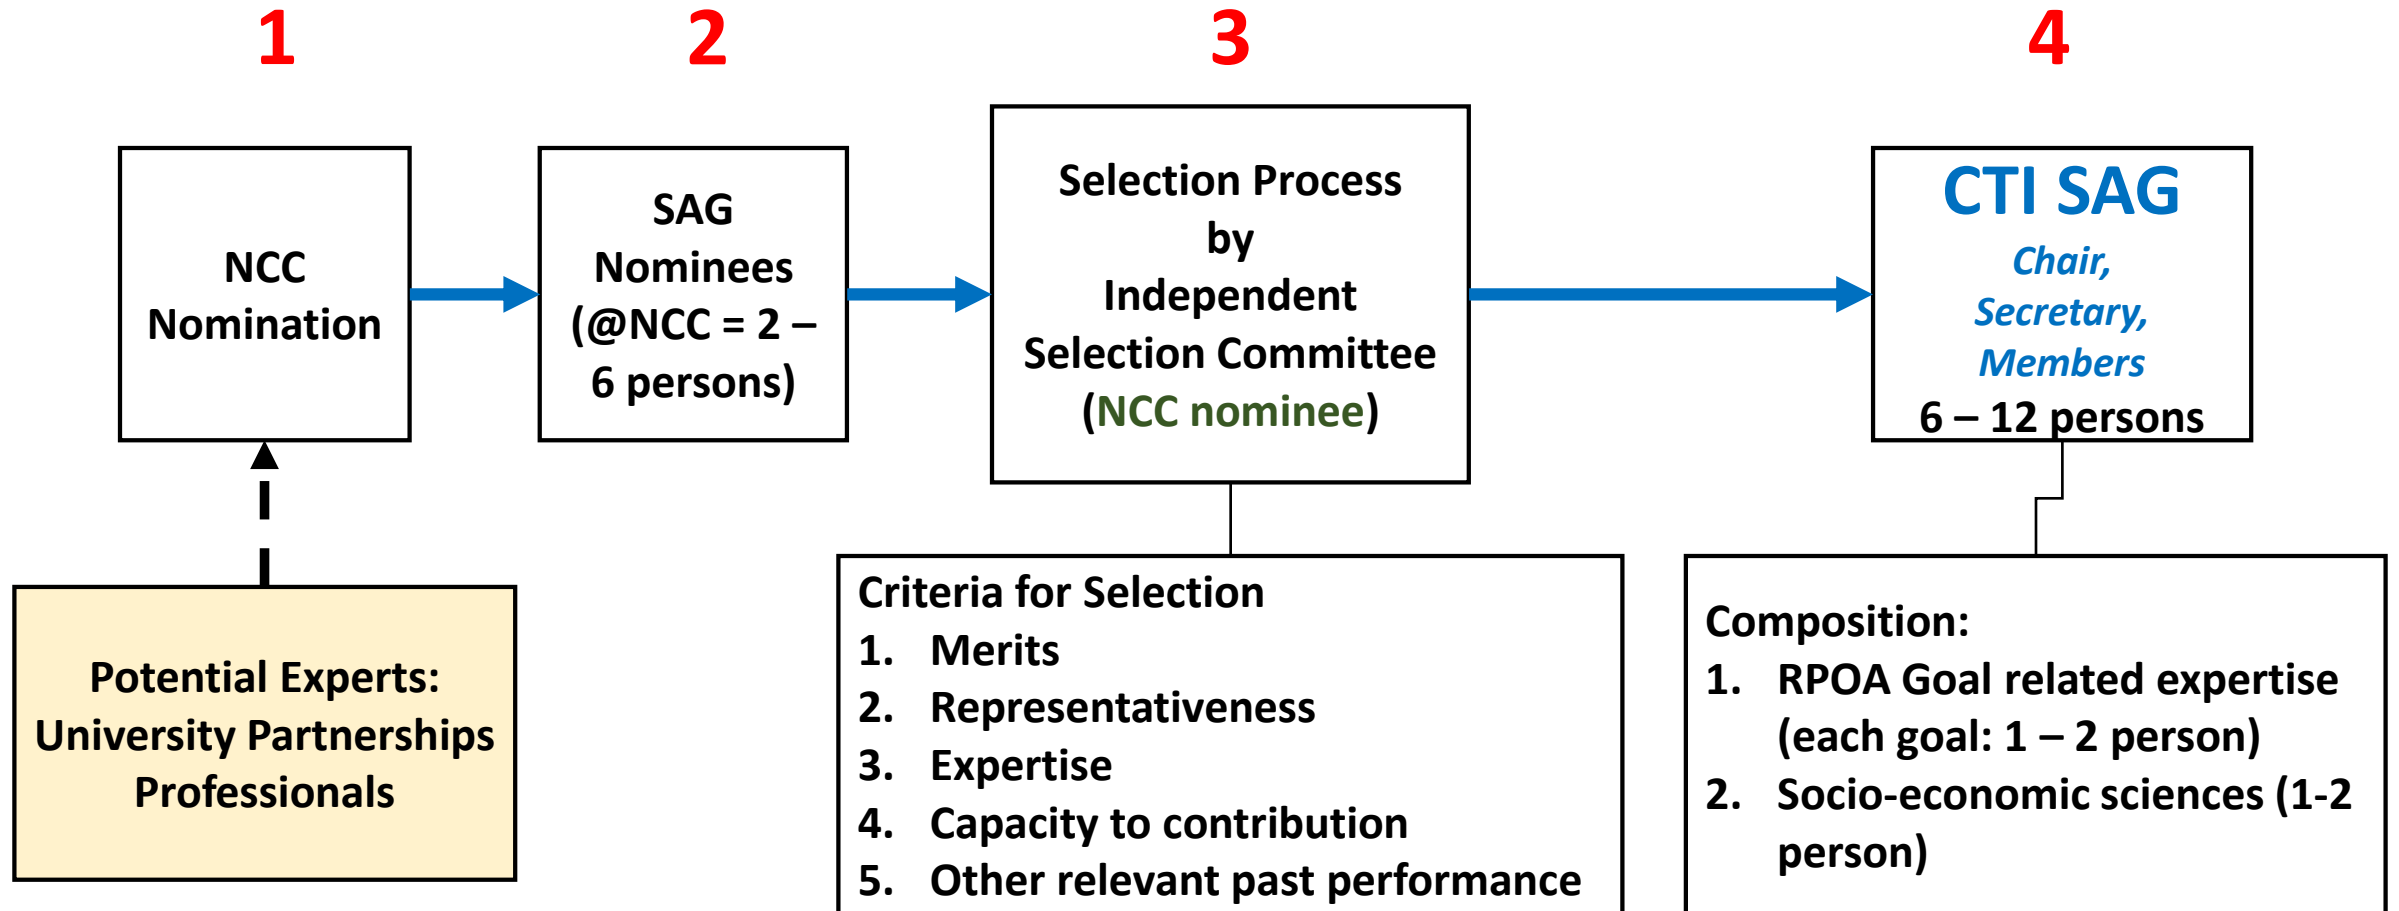 1
2
3
4
NCC
Nomination
SAG
Nominees
(@NCC = 2 –
6 persons)
Selection Process
by
Independent
Selection Committee
(NCC nominee)
CTI SAG
Chair,
Secretary,
Members
6 – 12 persons
Potential Experts:
University Partnerships
Professionals
Criteria for Selection
1. Merits
2. Representativeness
3. Expertise
4. Capacity to contribution
5. Other relevant past performance
Composition:
1. RPOA Goal related expertise
(each goal: 1 – 2 person)
2. Socio-economic sciences (1-2
person)